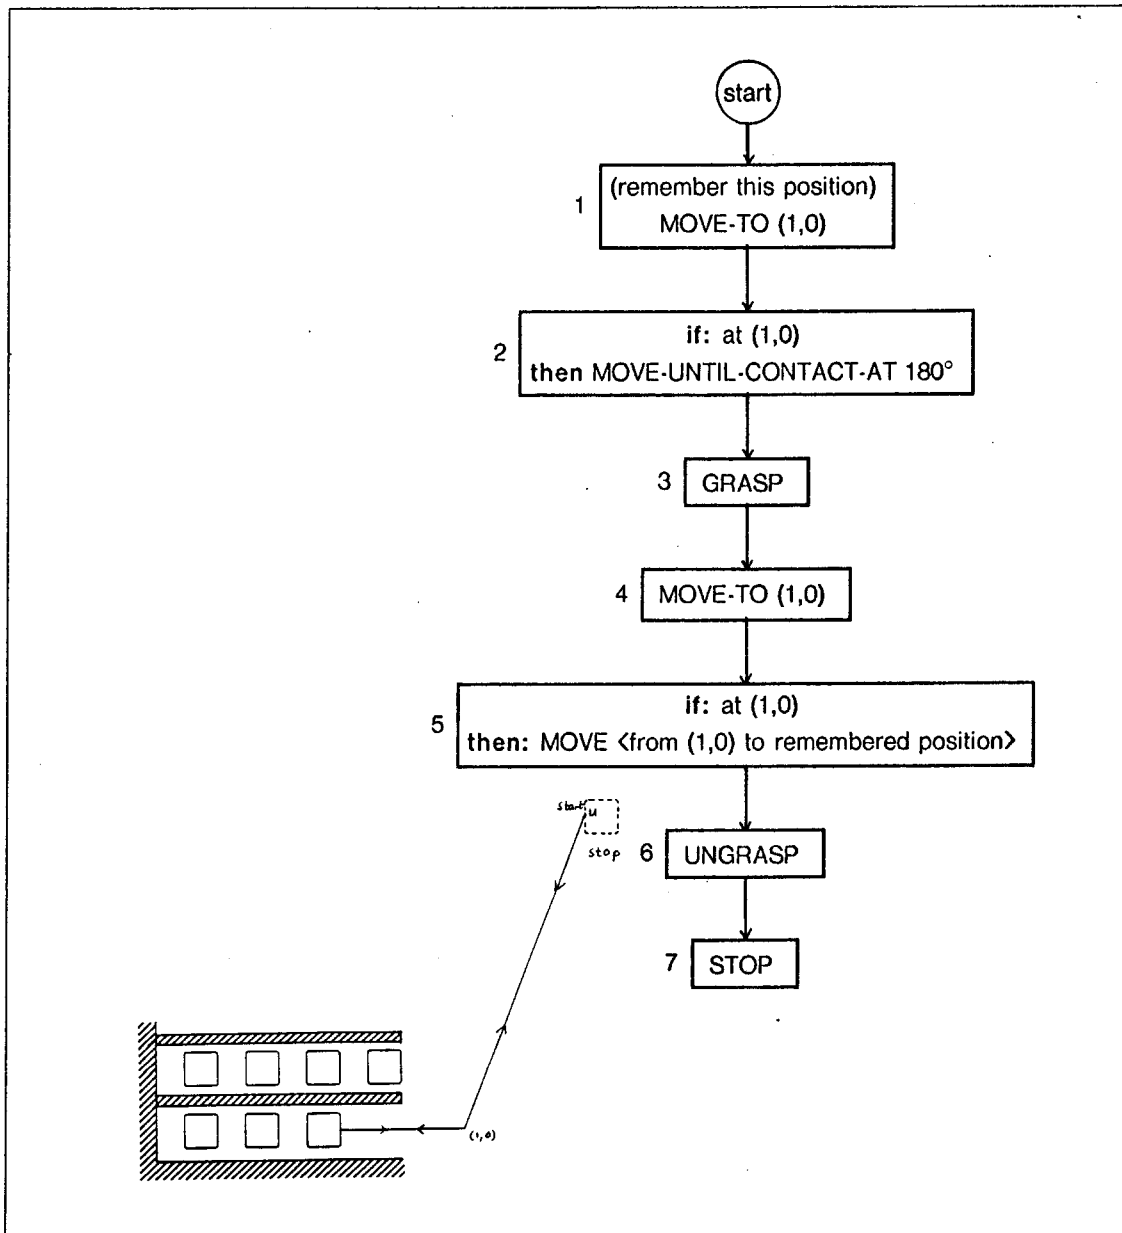 start
1
(remember this position)
MOVE-TO (1,0)
2
if: at (1,0)
then MOVE-UNTIL-CONTACT-AT 180°
3
GRASP
4
MOVE-TO (1,0)
5
if: at (1,0)
then: MOVE <from (1,0) to remembered position>
start
u
stop
6
UNGRASP
7
STOP
(1,0)